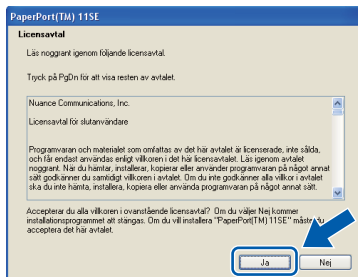 PaperPort(TM) 11SE
Licensavtal
Läs noggrant igenom följande licensavtal.
Tryck på PgDn för att visa resten av avtalet.
Nuance Communications, Inc.
Licensavtal för slutanvändare
Programvaran och materialet som omfattas av det här avtalet är licenserade, inte sålda,
och får endast användas enligt villkoren i det här licensavtalet. Läs igenom avtalet
noggrant. När du hämtar, installerar, kopierar eller använder programvaran på något annat
sätt godkänner du samtidigt villkoren i avtalet. Om du inte godkänner alla villkor i avtalet
ska du inte hämta, installera, kopiera eller använda programvaran på något annat sätt.
Accepterar du alla villkoren i ovanstående licensavtal? Om du väljer Nej kommer
installationsprogrammet att stängas. Om du vill installera "PaperPort(TM) 11SE" måste du
acceptera det här avtalet.
Ja
Nej